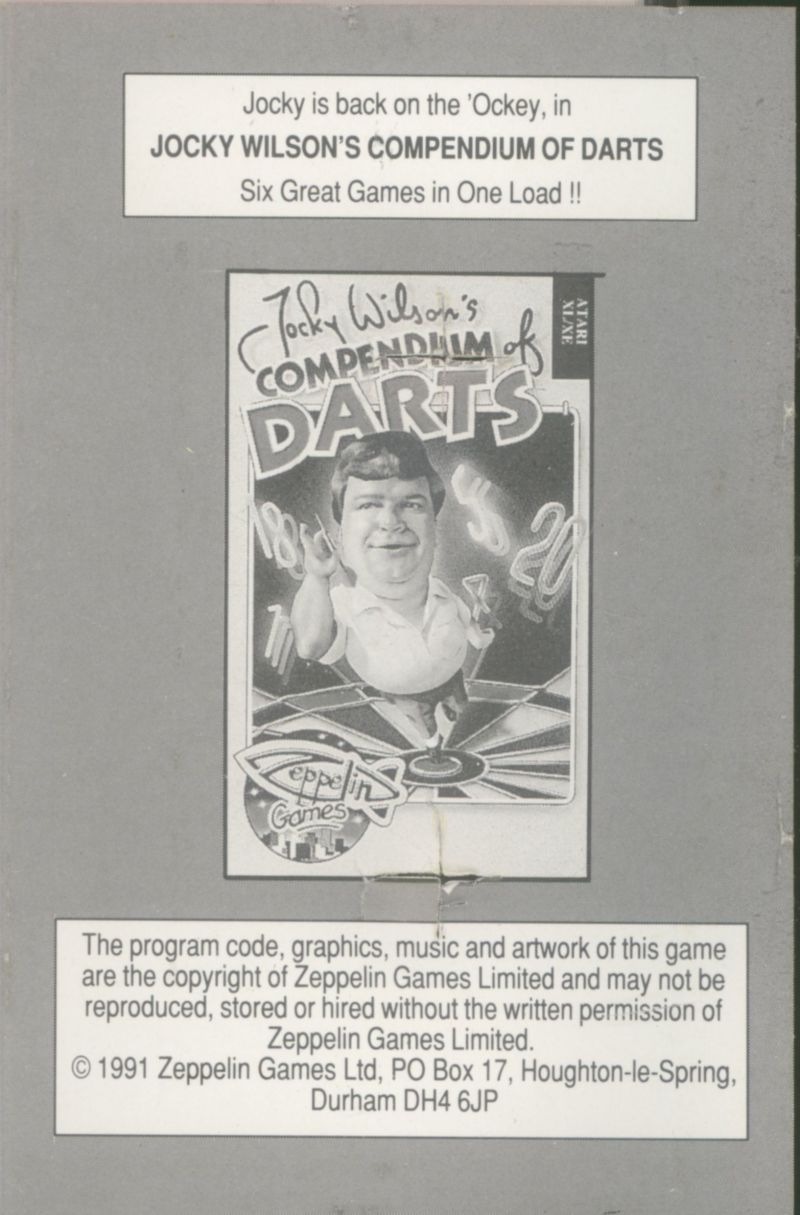 Jocky is back on the 'Ockey, in
JOCKY WILSON'S COMPENDIUM OF DARTS
Six Great Games in One Load !!
Jocky Wilson's
COMPENDIUM of
DARTS
ATARI
XL/XE
18
20
11
Zeppelin
Games
The program code, graphics, music and artwork of this game
are the copyright of Zeppelin Games Limited and may not be
reproduced, stored or hired without the written permission of
Zeppelin Games Limited.
© 1991 Zeppelin Games Ltd, PO Box 17, Houghton-le-Spring,
Durham DH4 6JP